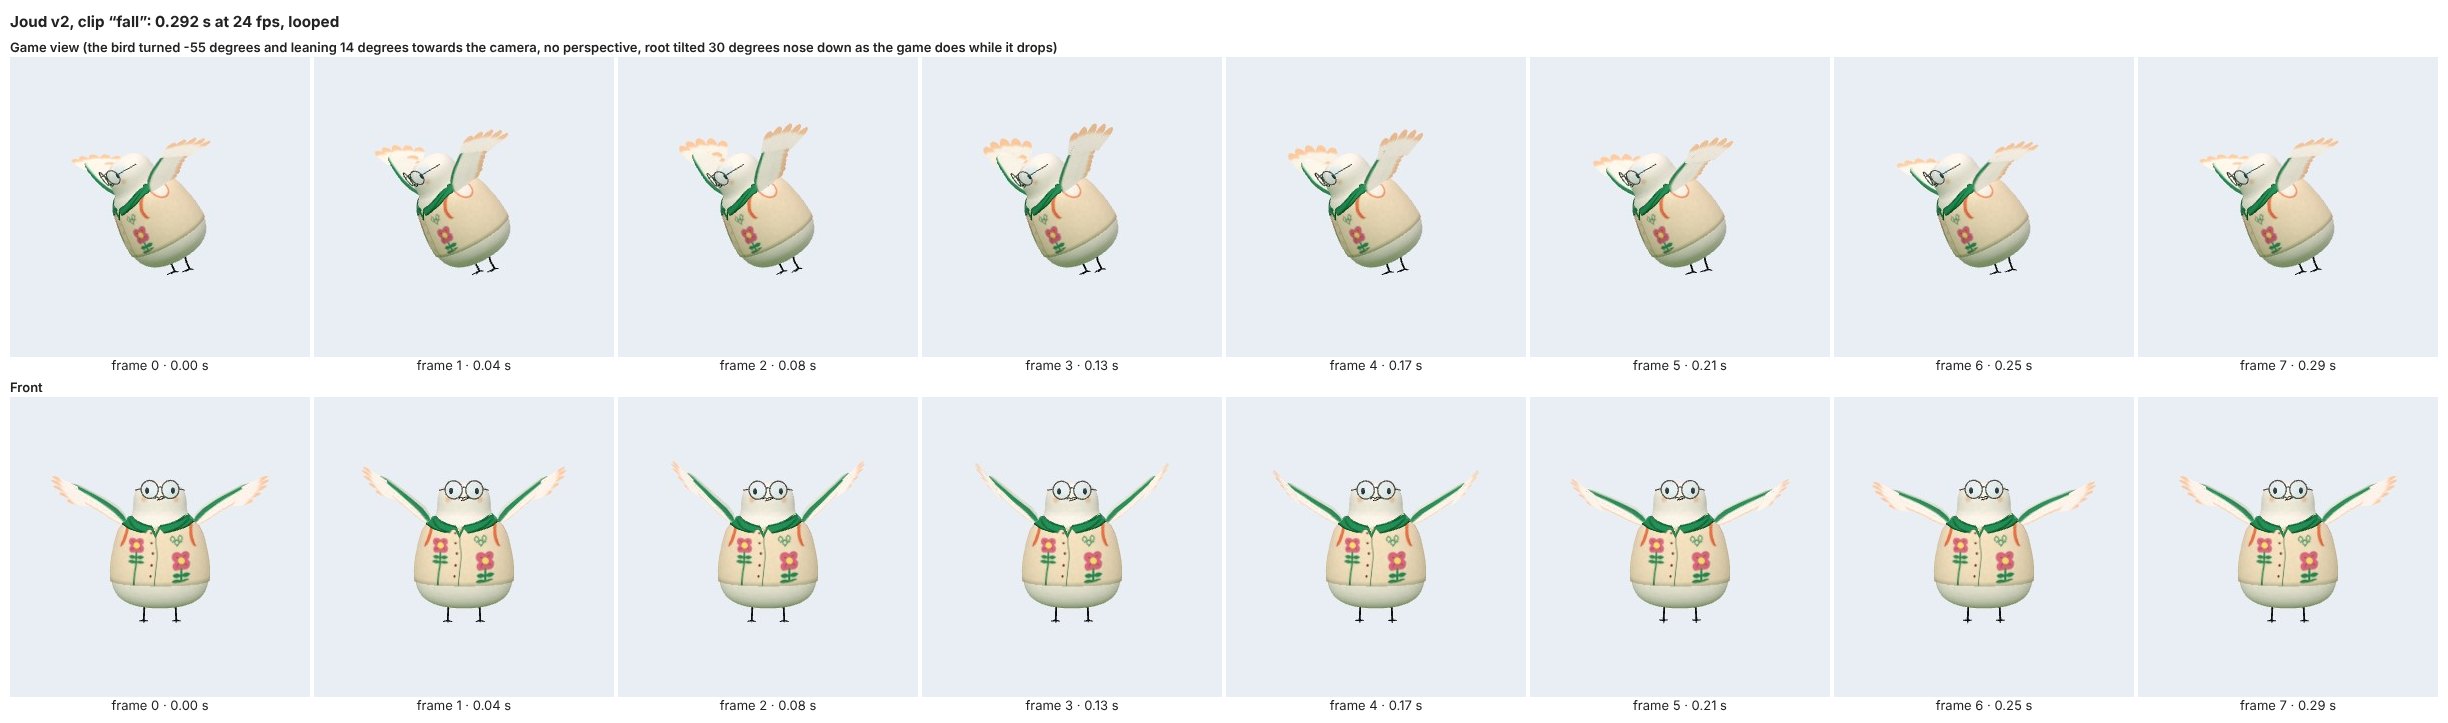 Joud v2, clip “fall”: 0.292 s at 24 fps, looped
Game view (the bird turned -55 degrees and leaning 14 degrees towards the camera, no perspective, root tilted 30 degrees nose down as the game does while it drops)
frame 0 · 0.00 s
frame 1 · 0.04 s
frame 2 · 0.08 s
frame 3 · 0.13 s
frame 4 · 0.17 s
frame 5 · 0.21 s
frame 6 · 0.25 s
frame 7 · 0.29 s
Front
frame 0 · 0.00 s
frame 1 · 0.04 s
frame 2 · 0.08 s
frame 3 · 0.13 s
frame 4 · 0.17 s
frame 5 · 0.21 s
frame 6 · 0.25 s
frame 7 · 0.29 s